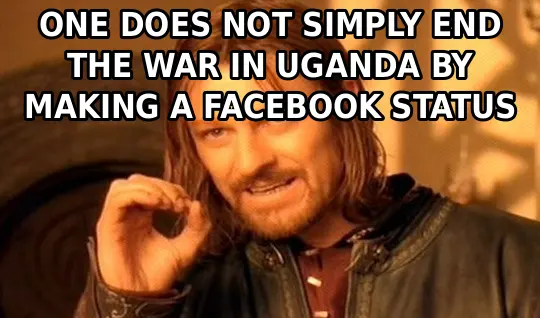 ONE DOES NOT SIMPLY END
THE WAR IN UGANDA BY
MAKING A FACEBOOK STATUS